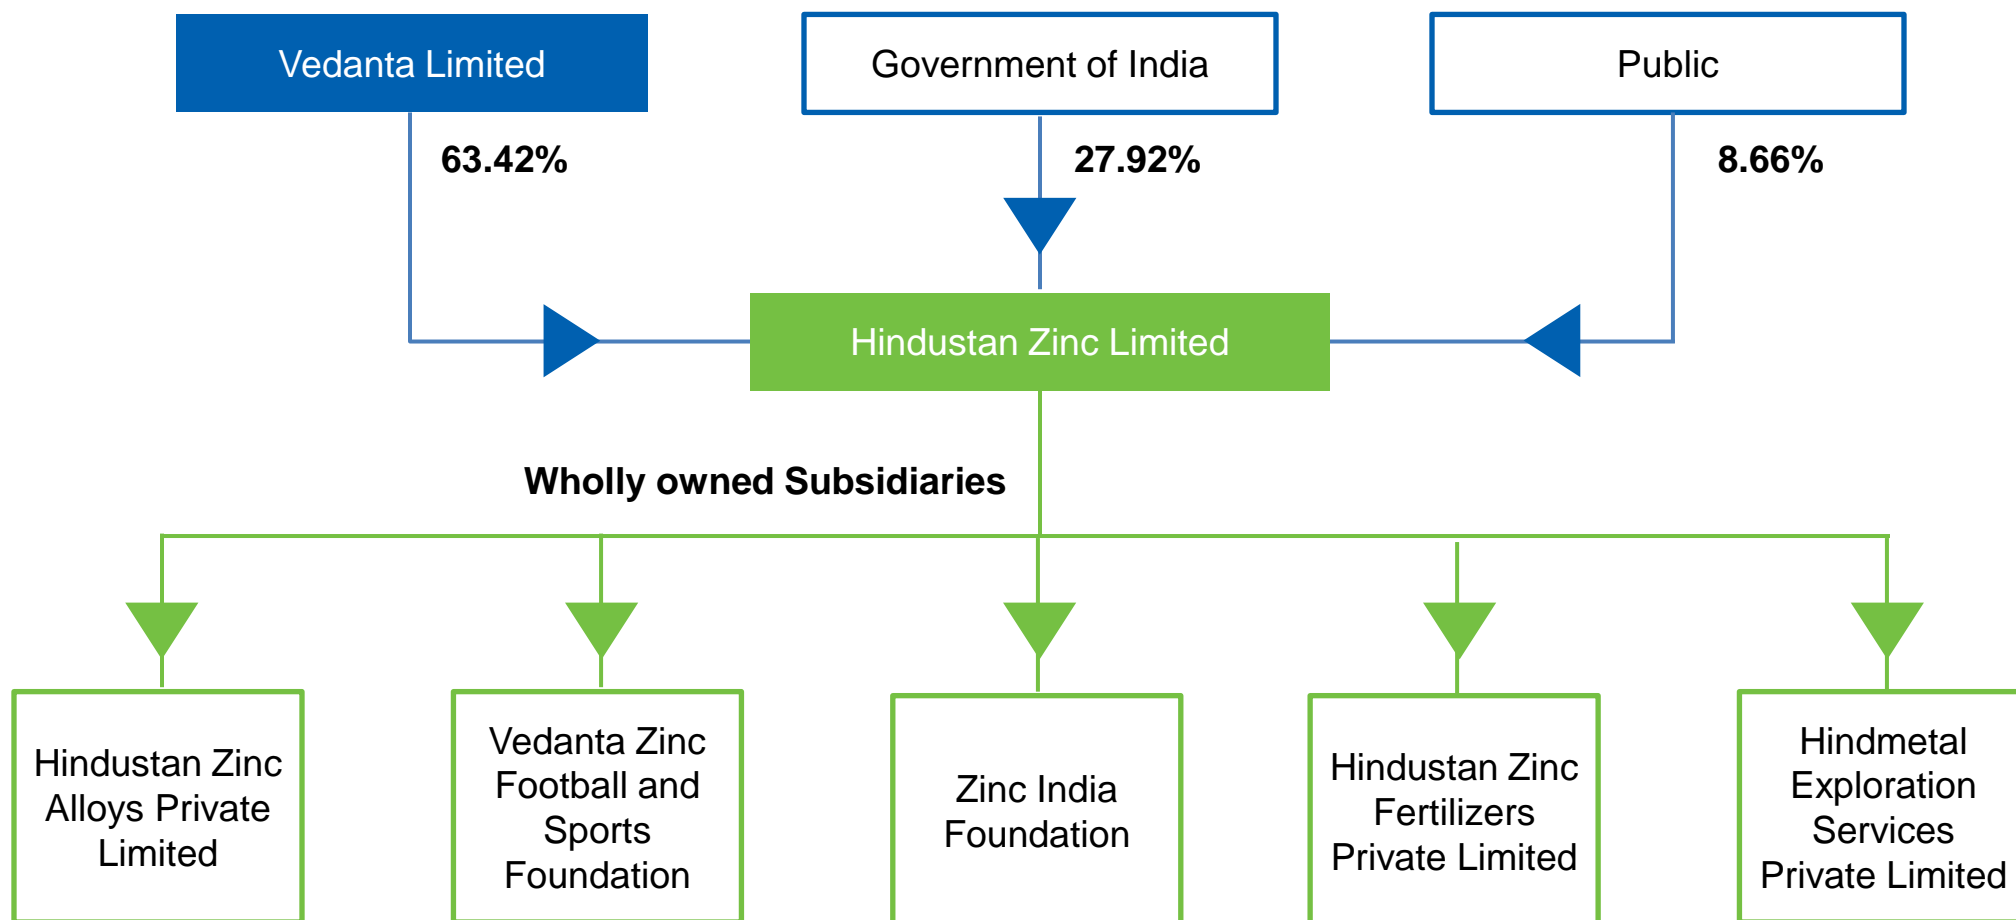 Vedanta Limited
Government of India
Public
63.42%
27.92%
8.66%
Hindustan Zinc Limited
Wholly owned Subsidiaries
Hindustan Zinc
Alloys Private
Limited
Vedanta Zinc
Football and
Sports
Foundation
Zinc India
Foundation
Hindustan Zinc
Fertilizers
Private Limited
Hindmetal
Exploration
Services
Private Limited